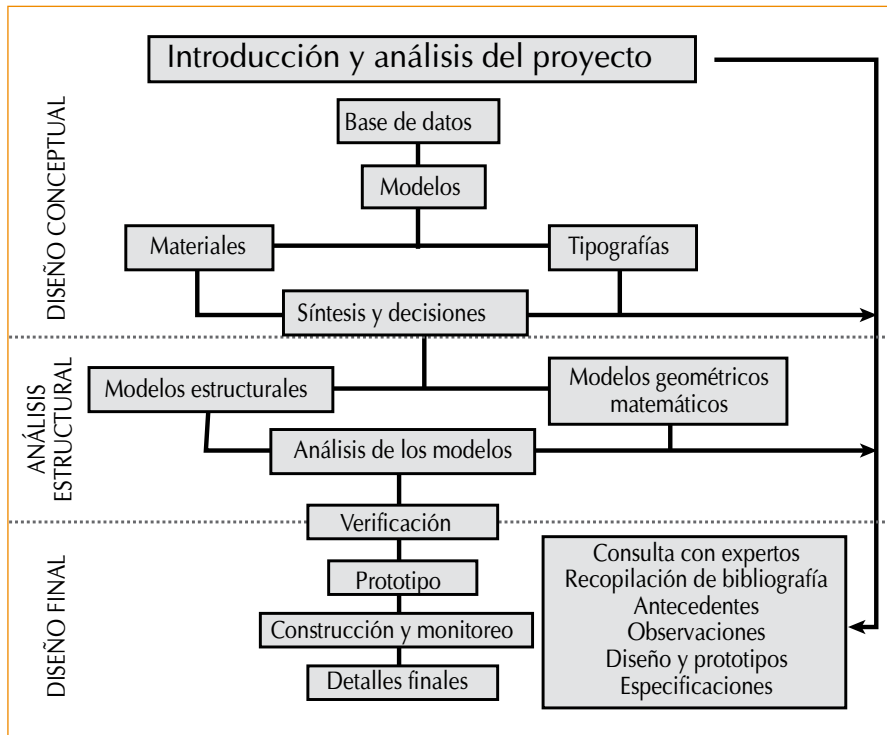 Introducción y análisis del proyecto
DISEÑO CONCEPTUAL
Base de datos
Modelos
Materiales
Tipografías
Síntesis y decisiones
ANÁLISIS
ESTRUCTURAL
Modelos estructurales
Modelos geométricos
matemáticos
Análisis de los modelos
Verificación
DISEÑO FINAL
Prototipo
Construcción y monitoreo
Detalles finales
Consulta con expertos
Recopilación de bibliografía
Antecedentes
Observaciones
Diseño y prototipos
Especificaciones